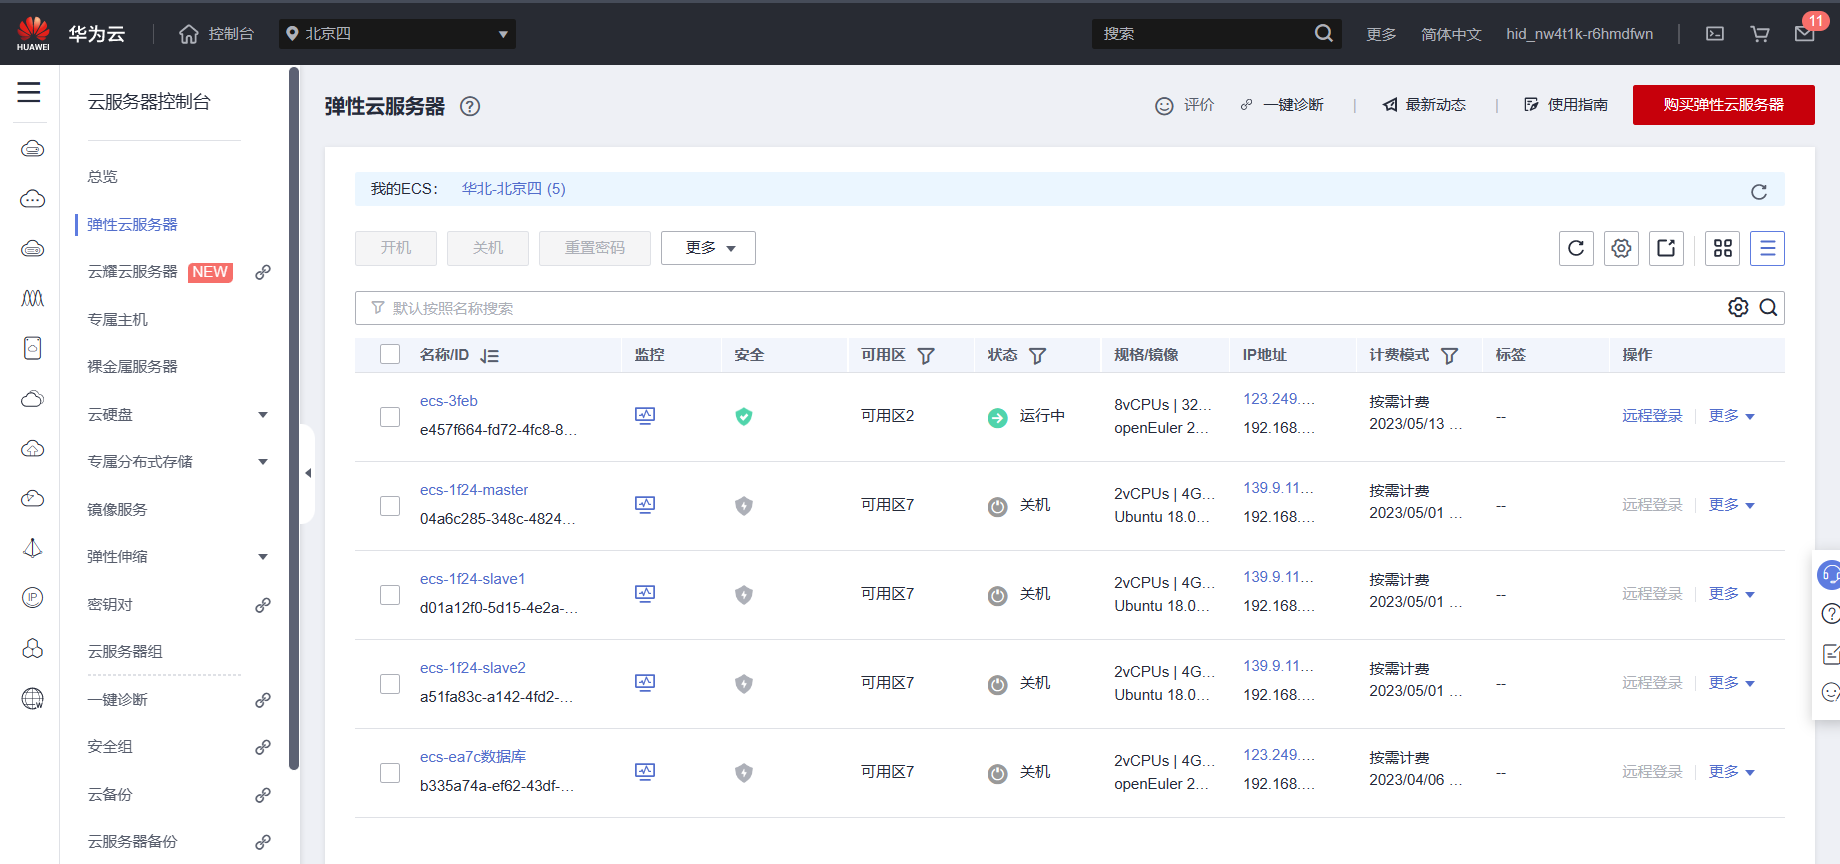 HUAWEI
华为云
控制台
北京四
搜索
更多
简体中文
hid_nw4t1k-r6hmdfwn
11
云服务器控制台
总览
弹性云服务器
云耀云服务器 NEW
专属主机
裸金属服务器
云硬盘
专属分布式存储
镜像服务
弹性伸缩
密钥对
云服务器组
一键诊断
安全组
云备份
云服务器备份
IP
弹性云服务器
评价
一键诊断
最新动态
使用指南
购买弹性云服务器
我的ECS： 华北-北京四 (5)
开机
关机
重置密码
更多
默认按照名称搜索
名称/ID 监控 安全 可用区 状态 规格/镜像 IP地址 计费模式 标签 操作
ecs-3feb
e457f664-fd72-4fc8-8...
可用区2
运行中
8vCPUs | 32...
openEuler 2...
123.249....
192.168....
按需计费
2023/05/13 ...
--
远程登录
更多
ecs-1f24-master
04a6c285-348c-4824...
可用区7
关机
2vCPUs | 4G...
Ubuntu 18.0...
139.9.11...
192.168....
按需计费
2023/05/01 ...
--
远程登录
更多
ecs-1f24-slave1
d01a12f0-5d15-4e2a-...
可用区7
关机
2vCPUs | 4G...
Ubuntu 18.0...
139.9.11...
192.168....
按需计费
2023/05/01 ...
--
远程登录
更多
ecs-1f24-slave2
a51fa83c-a142-4fd2-...
可用区7
关机
2vCPUs | 4G...
Ubuntu 18.0...
139.9.11...
192.168....
按需计费
2023/05/01 ...
--
远程登录
更多
ecs-ea7c数据库
b335a74a-ef62-43df-...
可用区7
关机
2vCPUs | 4G...
openEuler 2...
123.249....
192.168....
按需计费
2023/04/06 ...
--
远程登录
更多